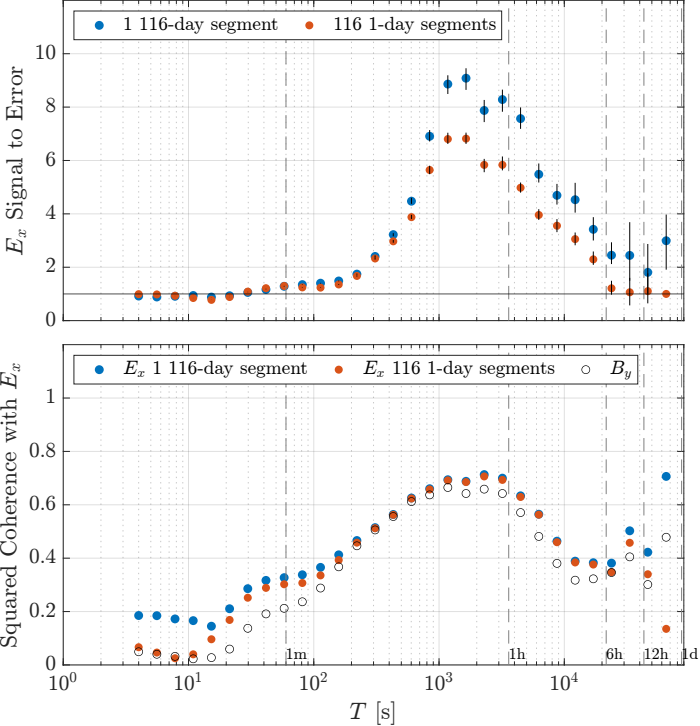 1 116-day segment 116 1-day segments
10
8
6
4
2
0
E_x Signal to Error
E_x 1 116-day segment E_x 116 1-day segments B_y
1
0.8
0.6
0.4
0.2
0
Squared Coherence with E_x
1m 1h 6h 12h 1d
10^0 10^1 10^2 10^3 10^4
T [s]